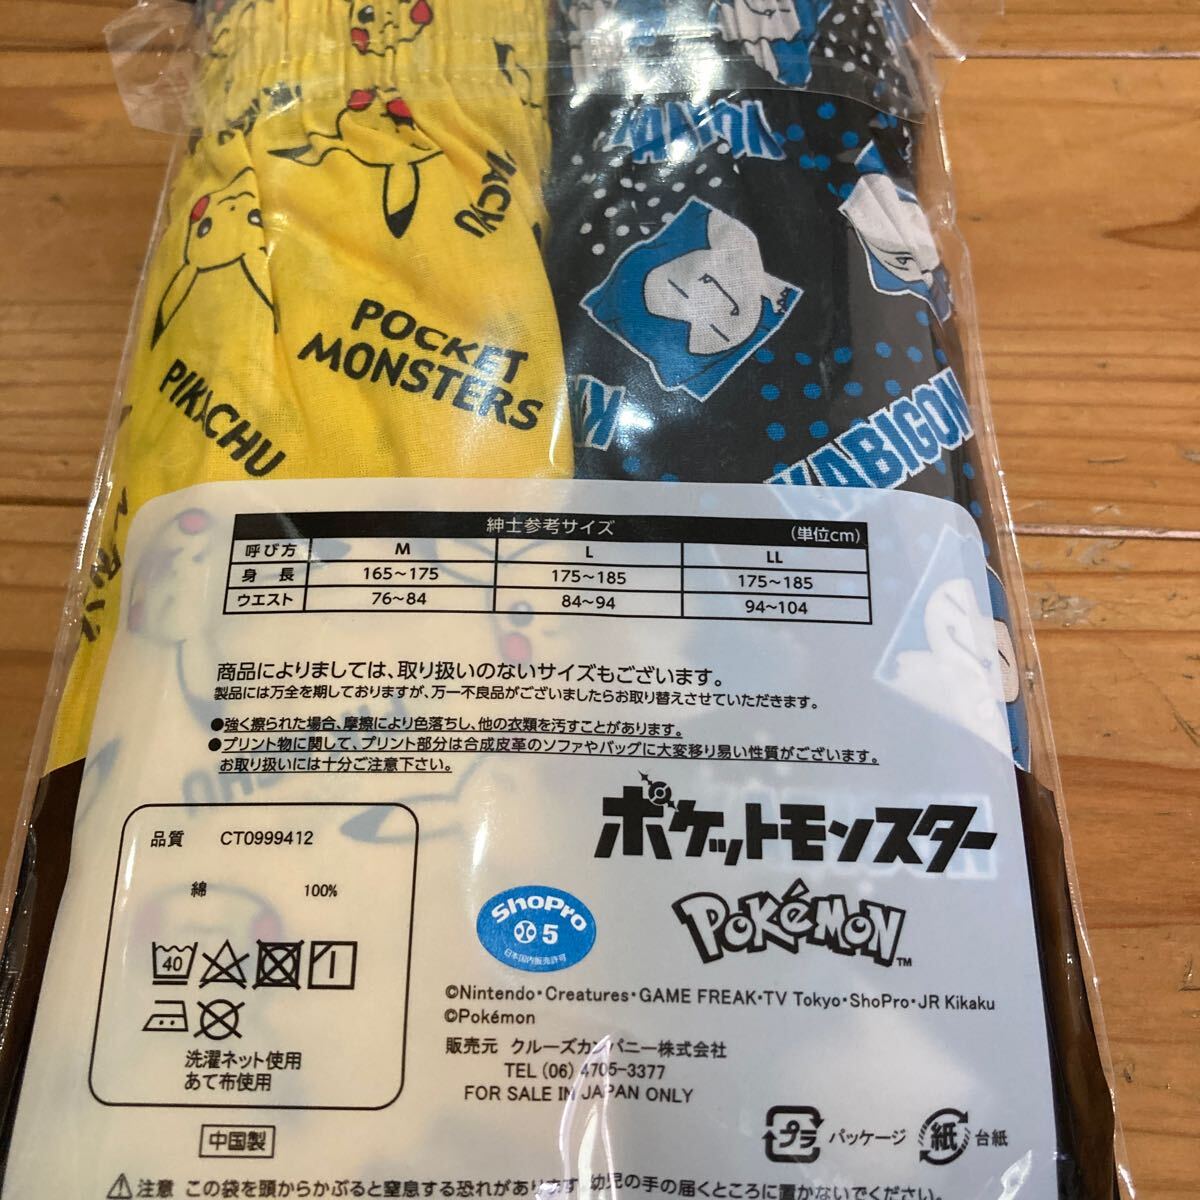 POCKET
MONSTERS
PIKACHU
KABIGON
紳士参考サイズ (単位cm)
呼び方 M L LL
身 長 165~175 175~185 175~185
ウエスト 76~84 84~94 94~104
商品によりましては、取り扱いのないサイズもございます。
製品には万全を期しておりますが、万一不良品がございましたらお取り替えさせていただきます。
●強く擦られた場合、摩擦により色落ちし、他の衣類を汚すことがあります。
●プリント物に関して、プリント部分は合成皮革のソファやバッグに大変移り易い性質がございます。
お取り扱いには十分ご注意下さい。
品質 CT0999412
綿 100%
40
洗濯ネット使用
あて布使用
中国製
ポケットモンスター
POKéMON™
ShoPro
5
日本国内販売許可
©Nintendo・Creatures・GAME FREAK・TV Tokyo・ShoPro・JR Kikaku
©Pokémon
販売元 クルーズカンパニー株式会社
TEL (06) 4705-3377
FOR SALE IN JAPAN ONLY
プラ パッケージ 紙 台紙
⚠注意 この袋を頭からかぶると窒息する恐れがあります。幼児の手の届くところに置かないでください。